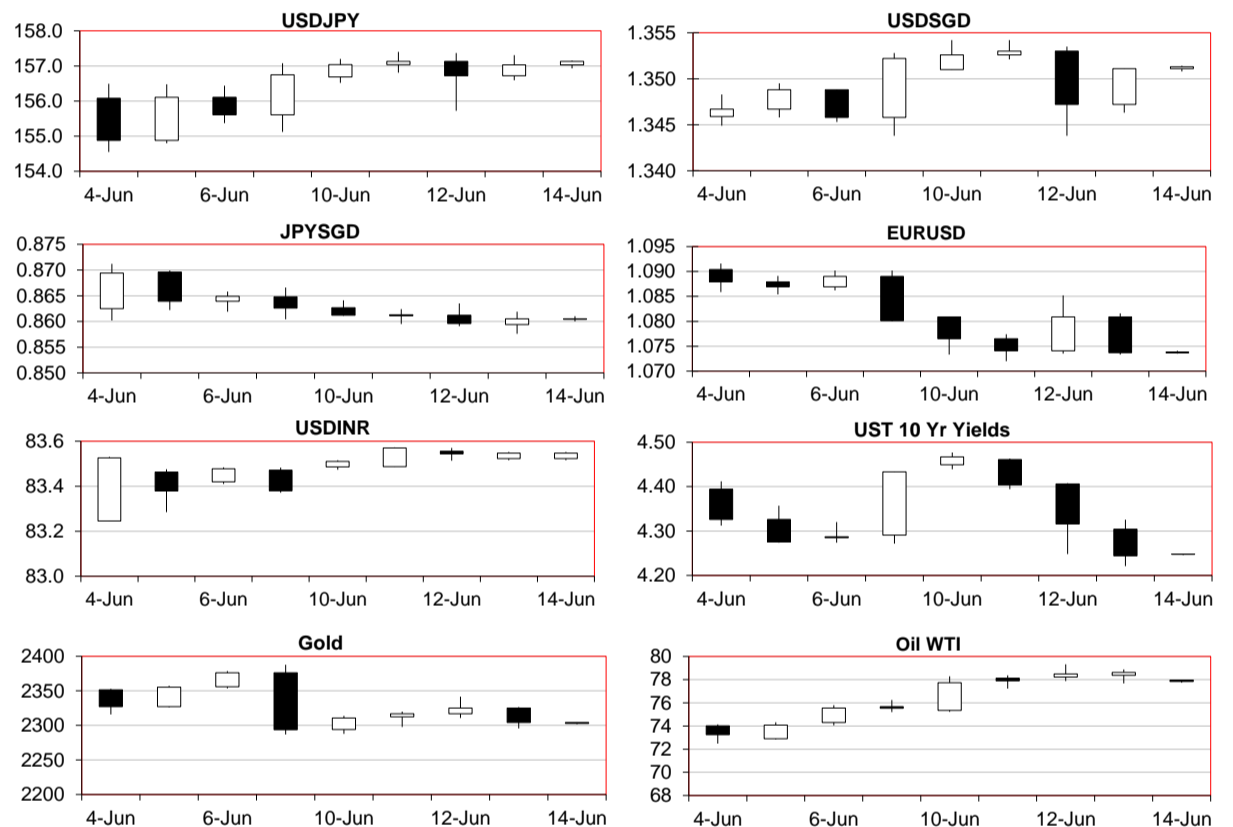 USDJPY
158.0
157.0
156.0
155.0
154.0
4-Jun 6-Jun 10-Jun 12-Jun 14-Jun
USDSGD
1.355
1.350
1.345
1.340
4-Jun 6-Jun 10-Jun 12-Jun 14-Jun
JPYSGD
0.875
0.870
0.865
0.860
0.855
0.850
4-Jun 6-Jun 10-Jun 12-Jun 14-Jun
EURUSD
1.095
1.090
1.085
1.080
1.075
1.070
4-Jun 6-Jun 10-Jun 12-Jun 14-Jun
USDINR
83.6
83.4
83.2
83.0
4-Jun 6-Jun 10-Jun 12-Jun 14-Jun
UST 10 Yr Yields
4.50
4.40
4.30
4.20
4-Jun 6-Jun 10-Jun 12-Jun 14-Jun
Gold
2400
2350
2300
2250
2200
4-Jun 6-Jun 10-Jun 12-Jun 14-Jun
Oil WTI
80
78
76
74
72
70
68
4-Jun 6-Jun 10-Jun 12-Jun 14-Jun